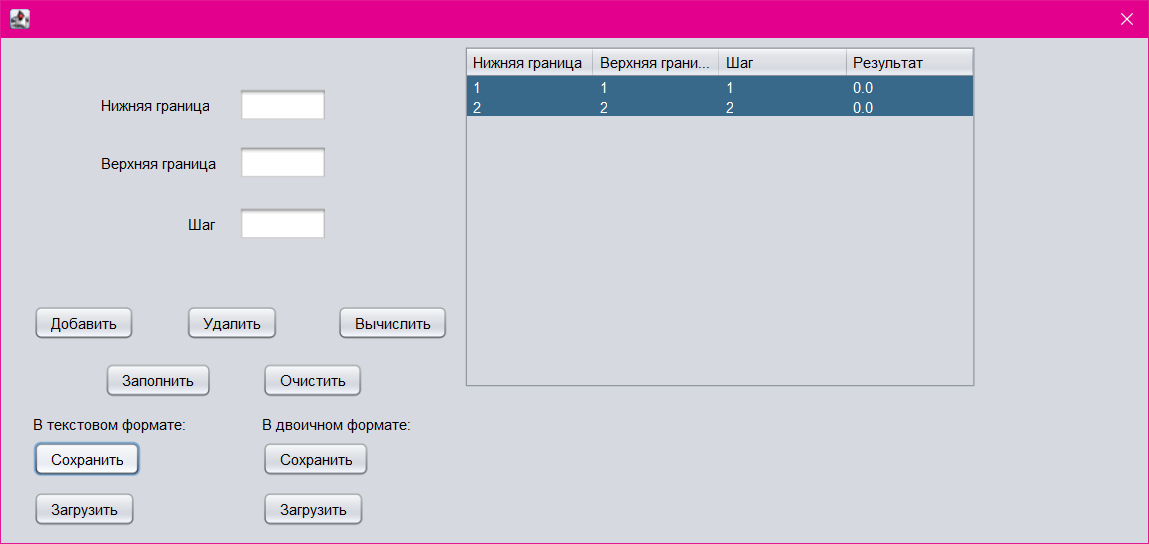 Нижняя граница
Верхняя граница
Шаг
Добавить Удалить Вычислить
Заполнить Очистить
В текстовом формате: В двоичном формате:
Сохранить Сохранить
Загрузить Загрузить
Нижняя граница Верхняя грани... Шаг Результат
1 1 1 0.0
2 2 2 0.0